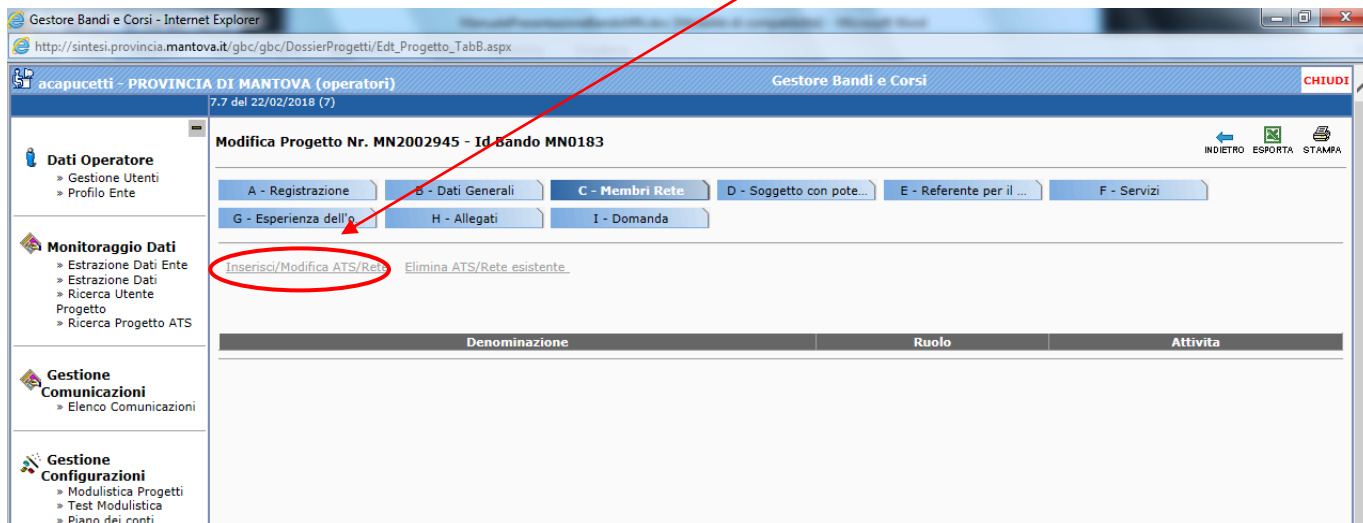 Gestore Bandi e Corsi - Internet Explorer
http://sintesi.provincia.mantova.it/gbc/gbc/DossierProgetti/Edt_Progetto_TabB.aspx
acapucetti - PROVINCIA DI MANTOVA (operatori)
Gestore Bandi e Corsi
CHIUDI
7.7 del 22/02/2018 (7)
Modifica Progetto Nr. MN2002945 - Id Bando MN0183
INDIETRO ESPORTA STAMPA
Dati Operatore
» Gestione Utenti
» Profilo Ente
A - Registrazione
B - Dati Generali
C - Membri Rete
D - Soggetto con pote...
E - Referente per il ...
F - Servizi
G - Esperienza dell'o...
H - Allegati
I - Domanda
Monitoraggio Dati
» Estrazione Dati Ente
» Estrazione Dati
» Ricerca Utente
Progetto
» Ricerca Progetto ATS
Inserisci/Modifica ATS/Rete
Elimina ATS/Rete esistente
Denominazione
Ruolo
Attivita
Gestione
Comunicazioni
» Elenco Comunicazioni
Gestione
Configurazioni
» Modulistica Progetti
» Test Modulistica
» Piano dei conti